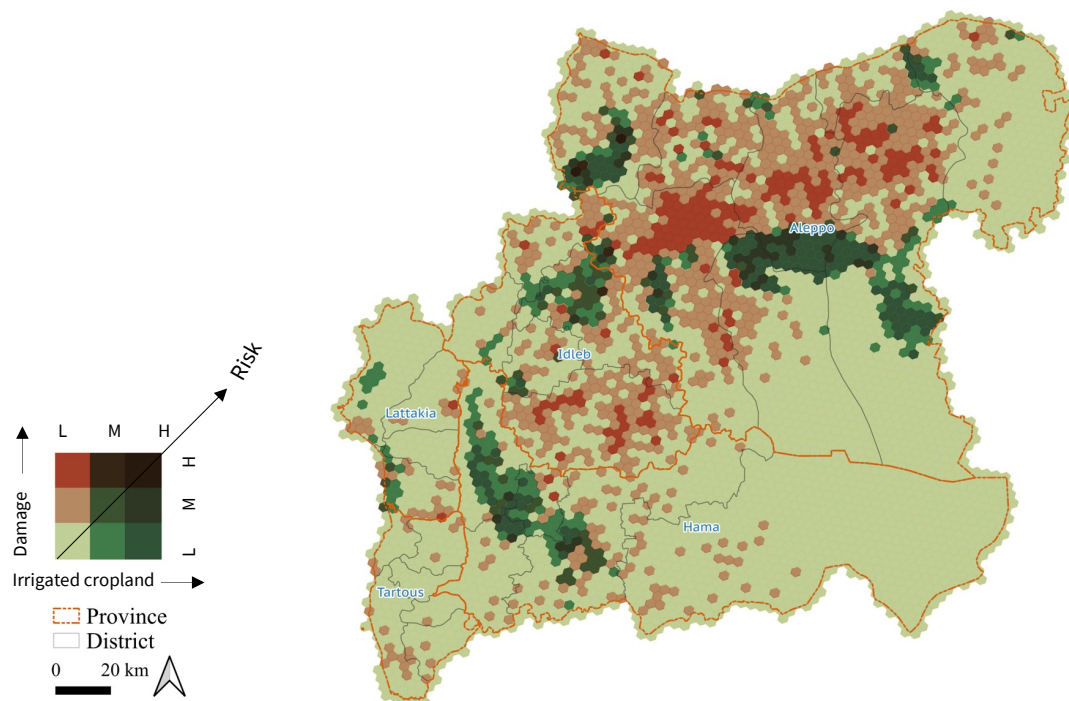 Aleppo
Idleb
Lattakia
Hama
Tartous
Risk
L M H
H
M
L
Damage
Irrigated cropland
Province
District
0 20 km